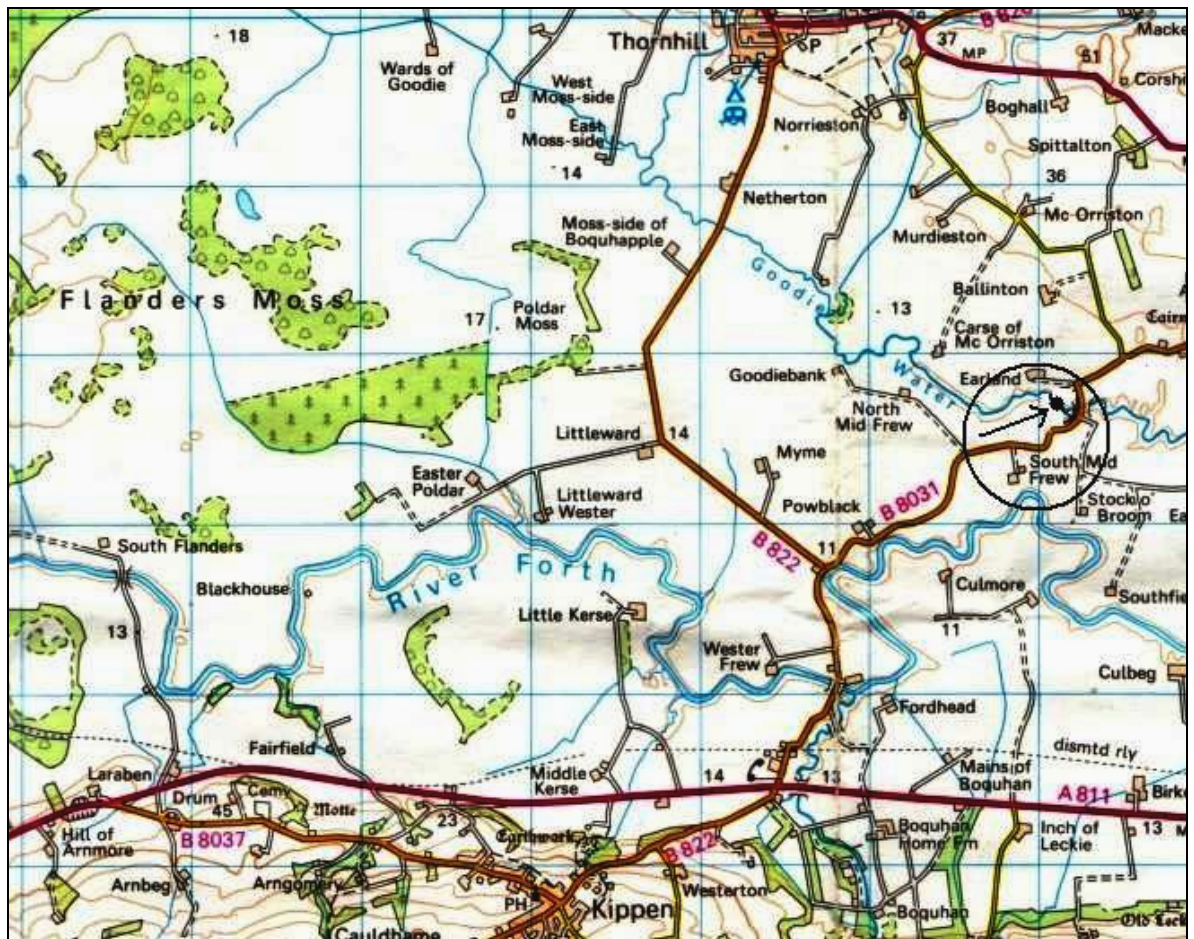 18
Thornhill
P
37
MP
51
Wards of
Goodie
West
Moss-side
East
Moss-side
14
Boghall
Norrieston
Spittalton
36
Netherton
Mc Orriston
Moss-side of
Boquhapple
Murdieston
Goodie
Water
Flanders Moss
Poldar
Moss
17
13
Ballinton
Carse of
Mc Orriston
Goodiebank
Earland
North
Mid Frew
Littleward
14
Myme
South Mid
Frew
Easter
Poldar
Littleward
Wester
Powblack
B 8031
Stock o'
Broom
South Flanders
B 822
11
River Forth
Blackhouse
Culmore
13
Little Kerse
11
Wester
Frew
Culbeg
Fordhead
Fairfield
dismtd rly
Laraben
Middle
Kerse
14
13
Mains of
Boquhan
A 811
Drum
45
Cemy
Motte
23
Earthwork
Hill of
Arnmore
B 8037
B 822
P
Boquhan
Home Fm
Inch of
Leckie
13
Arnbeg
Arngomery
PH
Kippen
Westerton
Boquhan
Cauldhame